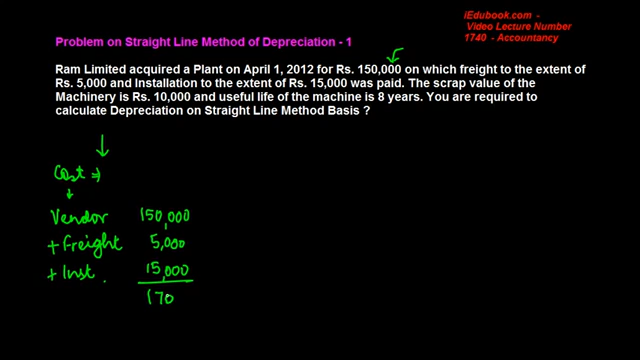 iEdubook.com -
Video Lecture Number
1740 - Accountancy
Problem on Straight Line Method of Depreciation - 1
Ram Limited acquired a Plant on April 1, 2012 for Rs. 150,000 on which freight to the extent of
Rs. 5,000 and Installation to the extent of Rs. 15,000 was paid. The scrap value of the
Machinery is Rs. 10,000 and useful life of the machine is 8 years. You are required to
calculate Depreciation on Straight Line Method Basis ?
Cost ⇒
Vendor 150,000
+ Freight 5,000
+ Inst. 15,000
170